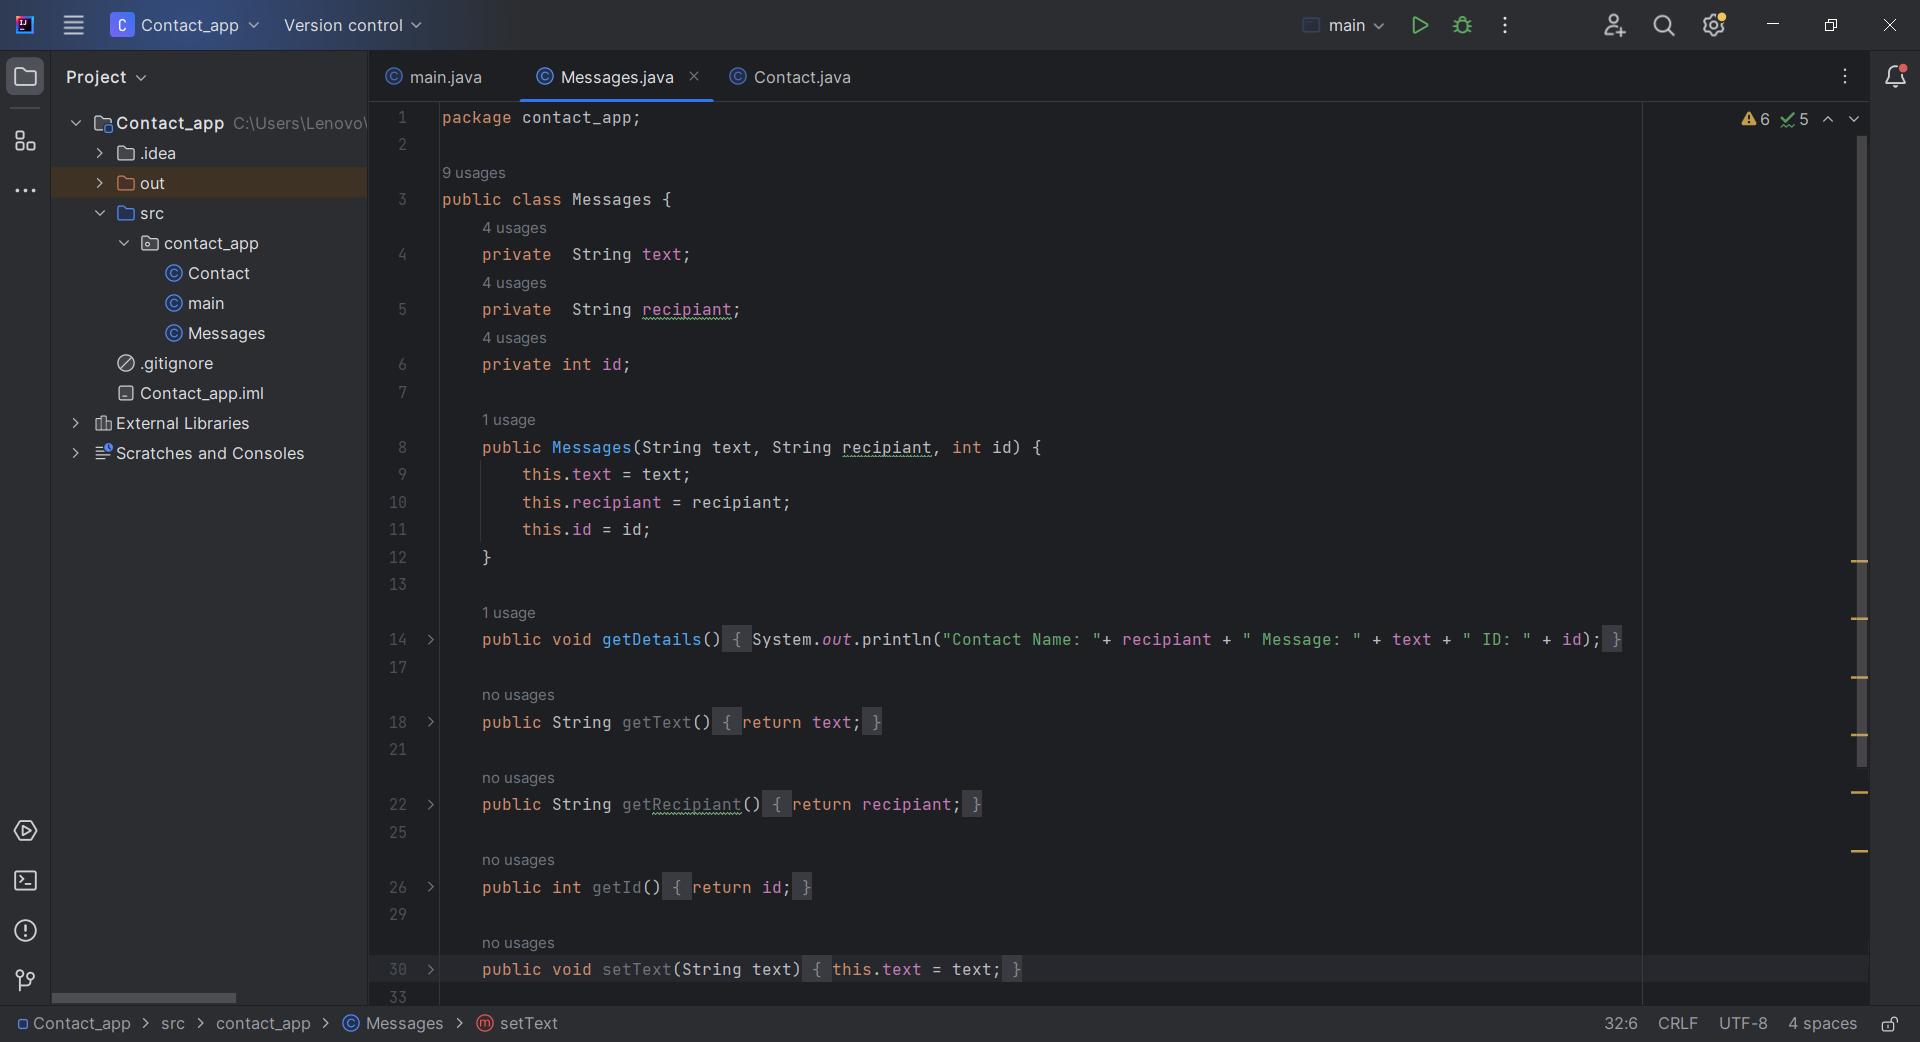 Contact_app Version control main
Project
main.java Messages.java Contact.java
Contact_app C:\Users\Lenovo\
.idea
out
src
contact_app
Contact
main
Messages
.gitignore
Contact_app.iml
External Libraries
Scratches and Consoles
6 5
1 package contact_app;
2
9 usages
3 public class Messages {
4 usages
4 private  String text;
4 usages
5 private  String recipiant;
4 usages
6 private int id;
7
1 usage
8 public Messages(String text, String recipiant, int id) {
9 this.text = text;
10 this.recipiant = recipiant;
11 this.id = id;
12 }
13
1 usage
14 public void getDetails() { System.out.println("Contact Name: "+ recipiant + " Message: " + text + " ID: " + id); }
17
no usages
18 public String getText() { return text; }
21
no usages
22 public String getRecipiant() { return recipiant; }
25
no usages
26 public int getId() { return id; }
29
no usages
30 public void setText(String text) { this.text = text; }
33
Contact_app > src > contact_app > Messages > setText 32:6 CRLF UTF-8 4 spaces